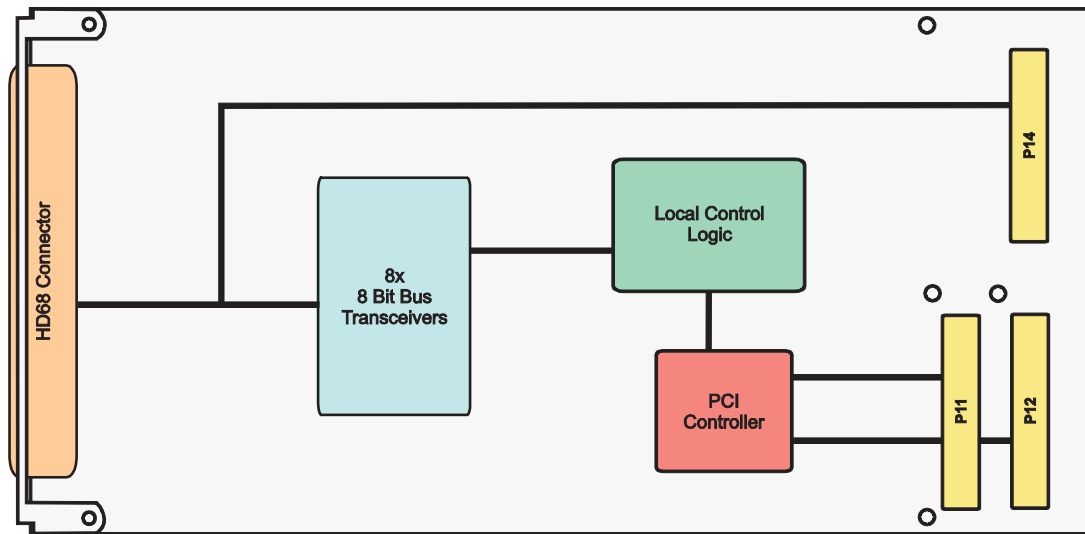 HD68 Connector
8x
8 Bit Bus
Transceivers
Local Control
Logic
PCI
Controller
P14
P11
P12